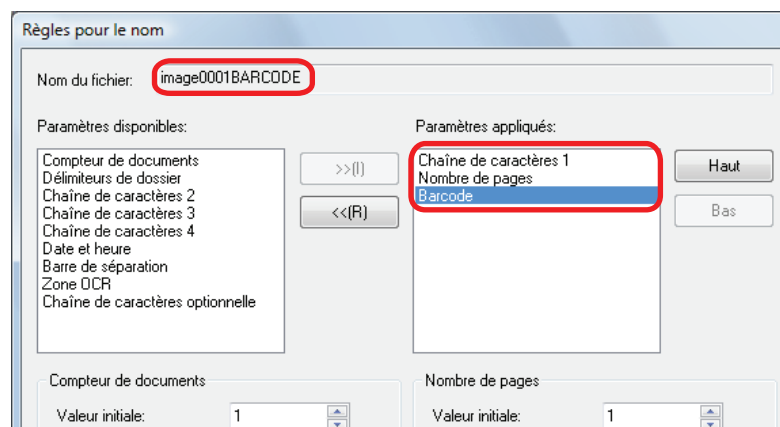 Règles pour le nom
Nom du fichier: image0001BARCODE
Paramètres disponibles:
Compteur de documents
Délimiteurs de dossier
Chaîne de caractères 2
Chaîne de caractères 3
Chaîne de caractères 4
Date et heure
Barre de séparation
Zone OCR
Chaîne de caractères optionnelle
>>(I)
<<(R)
Paramètres appliqués:
Chaîne de caractères 1
Nombre de pages
Barcode
Haut
Bas
Compteur de documents
Valeur initiale: 1
Nombre de pages
Valeur initiale: 1